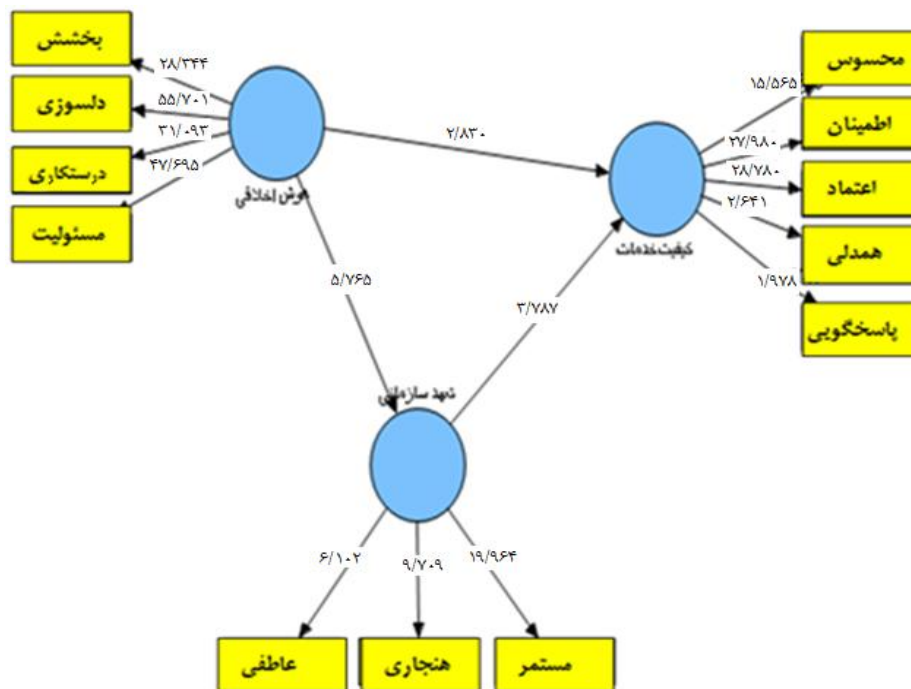 بخشش
دلسوزی
درستکاری
مسئولیت
۲۸/۳۴۴
۵۵/۷۰۱
۳۱/۰۹۳
۴۷/۶۹۵
هوش اخلاقی
۲/۸۳۰
۵/۷۶۵
۳/۷۸۷
کیفیت خدمات
۱۵/۵۶۵
۲۷/۹۸۰
۲۸/۷۸۰
۲/۶۴۱
۱/۹۷۸
محسوس
اطمینان
اعتماد
همدلی
پاسخگویی
تعهد سازمانی
۶/۱۰۲
۹/۷۰۹
۱۹/۹۶۴
عاطفی
هنجاری
مستمر